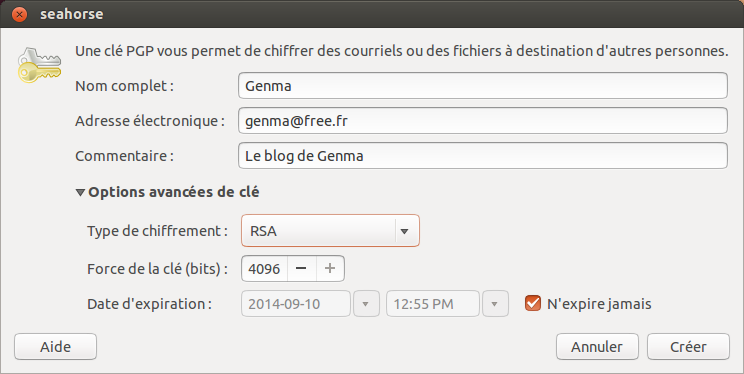 seahorse
Une clé PGP vous permet de chiffrer des courriels ou des fichiers à destination d'autres personnes.
Nom complet : Genma
Adresse électronique : genma@free.fr
Commentaire : Le blog de Genma
Options avancées de clé
Type de chiffrement : RSA
Force de la clé (bits) : 4096 − +
Date d'expiration : 2014-09-10 12:55 PM N'expire jamais
Aide Annuler Créer